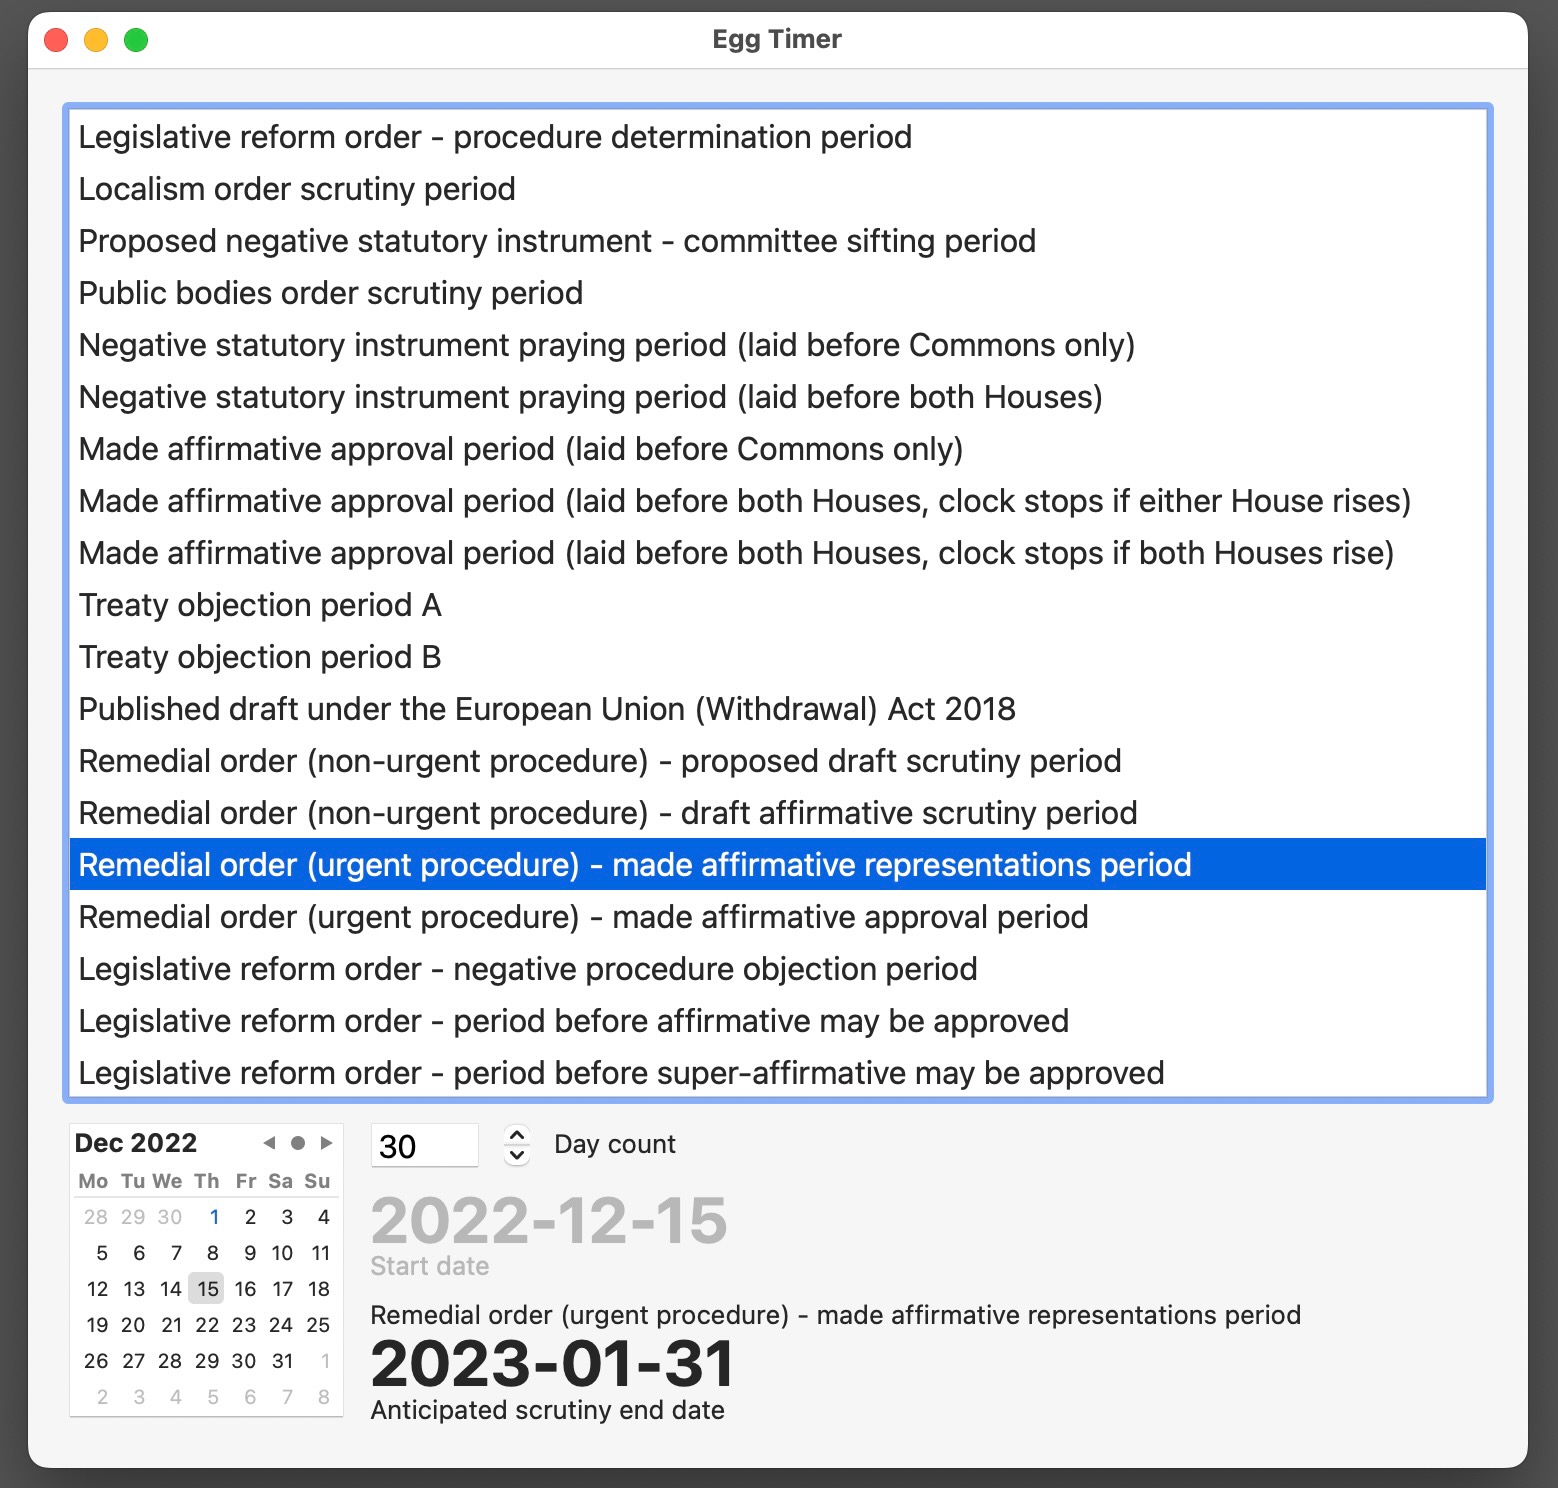 Egg Timer
Legislative reform order - procedure determination period
Localism order scrutiny period
Proposed negative statutory instrument - committee sifting period
Public bodies order scrutiny period
Negative statutory instrument praying period (laid before Commons only)
Negative statutory instrument praying period (laid before both Houses)
Made affirmative approval period (laid before Commons only)
Made affirmative approval period (laid before both Houses, clock stops if either House rises)
Made affirmative approval period (laid before both Houses, clock stops if both Houses rise)
Treaty objection period A
Treaty objection period B
Published draft under the European Union (Withdrawal) Act 2018
Remedial order (non-urgent procedure) - proposed draft scrutiny period
Remedial order (non-urgent procedure) - draft affirmative scrutiny period
Remedial order (urgent procedure) - made affirmative representations period
Remedial order (urgent procedure) - made affirmative approval period
Legislative reform order - negative procedure objection period
Legislative reform order - period before affirmative may be approved
Legislative reform order - period before super-affirmative may be approved
Dec 2022
Mo Tu We Th Fr Sa Su
28 29 30 1 2 3 4
5 6 7 8 9 10 11
12 13 14 15 16 17 18
19 20 21 22 23 24 25
26 27 28 29 30 31 1
2 3 4 5 6 7 8
30 Day count
2022-12-15
Start date
Remedial order (urgent procedure) - made affirmative representations period
2023-01-31
Anticipated scrutiny end date